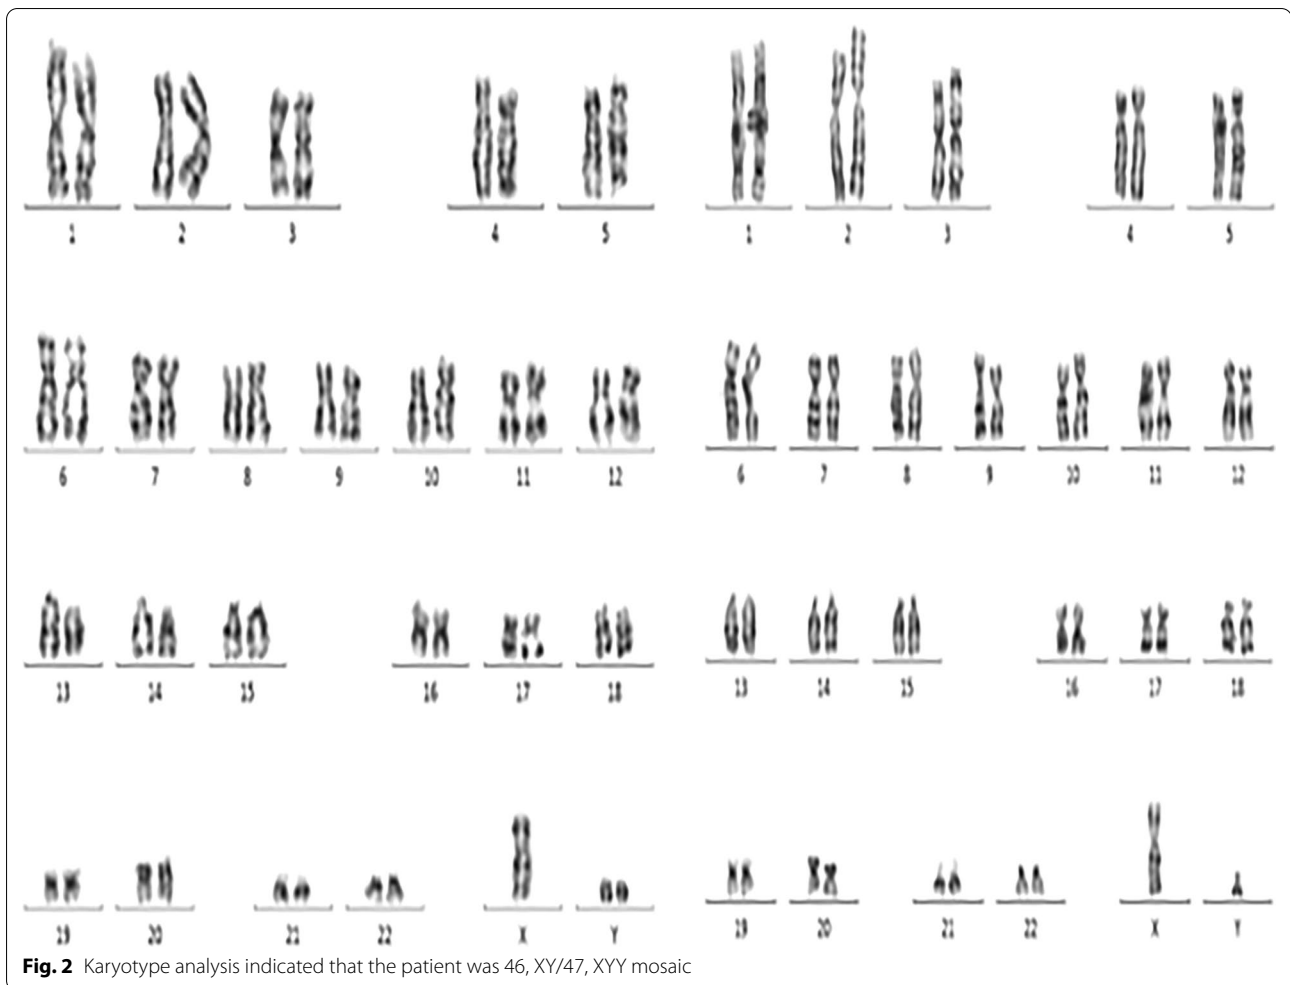 1 2 3 4 5 1 2 3 4 5
6 7 8 9 10 11 12 6 7 8 9 10 11 12
13 14 15 16 17 18 13 14 15 16 17 18
19 20 21 22 X Y 19 20 21 22 X Y
Fig. 2 Karyotype analysis indicated that the patient was 46, XY/47, XYY mosaic